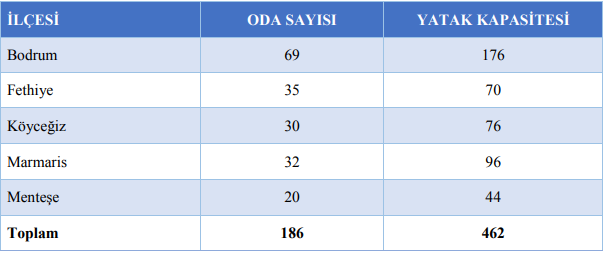 İLÇESİ ODA SAYISI YATAK KAPASİTESİ
Bodrum 69 176
Fethiye 35 70
Köyceğiz 30 76
Marmaris 32 96
Menteşe 20 44
Toplam 186 462